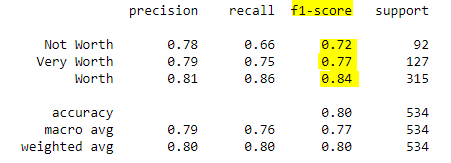 precision recall f1-score support
Not Worth 0.78 0.66 0.72 92
Very Worth 0.79 0.75 0.77 127
Worth 0.81 0.86 0.84 315
accuracy 0.80 534
macro avg 0.79 0.76 0.77 534
weighted avg 0.80 0.80 0.80 534